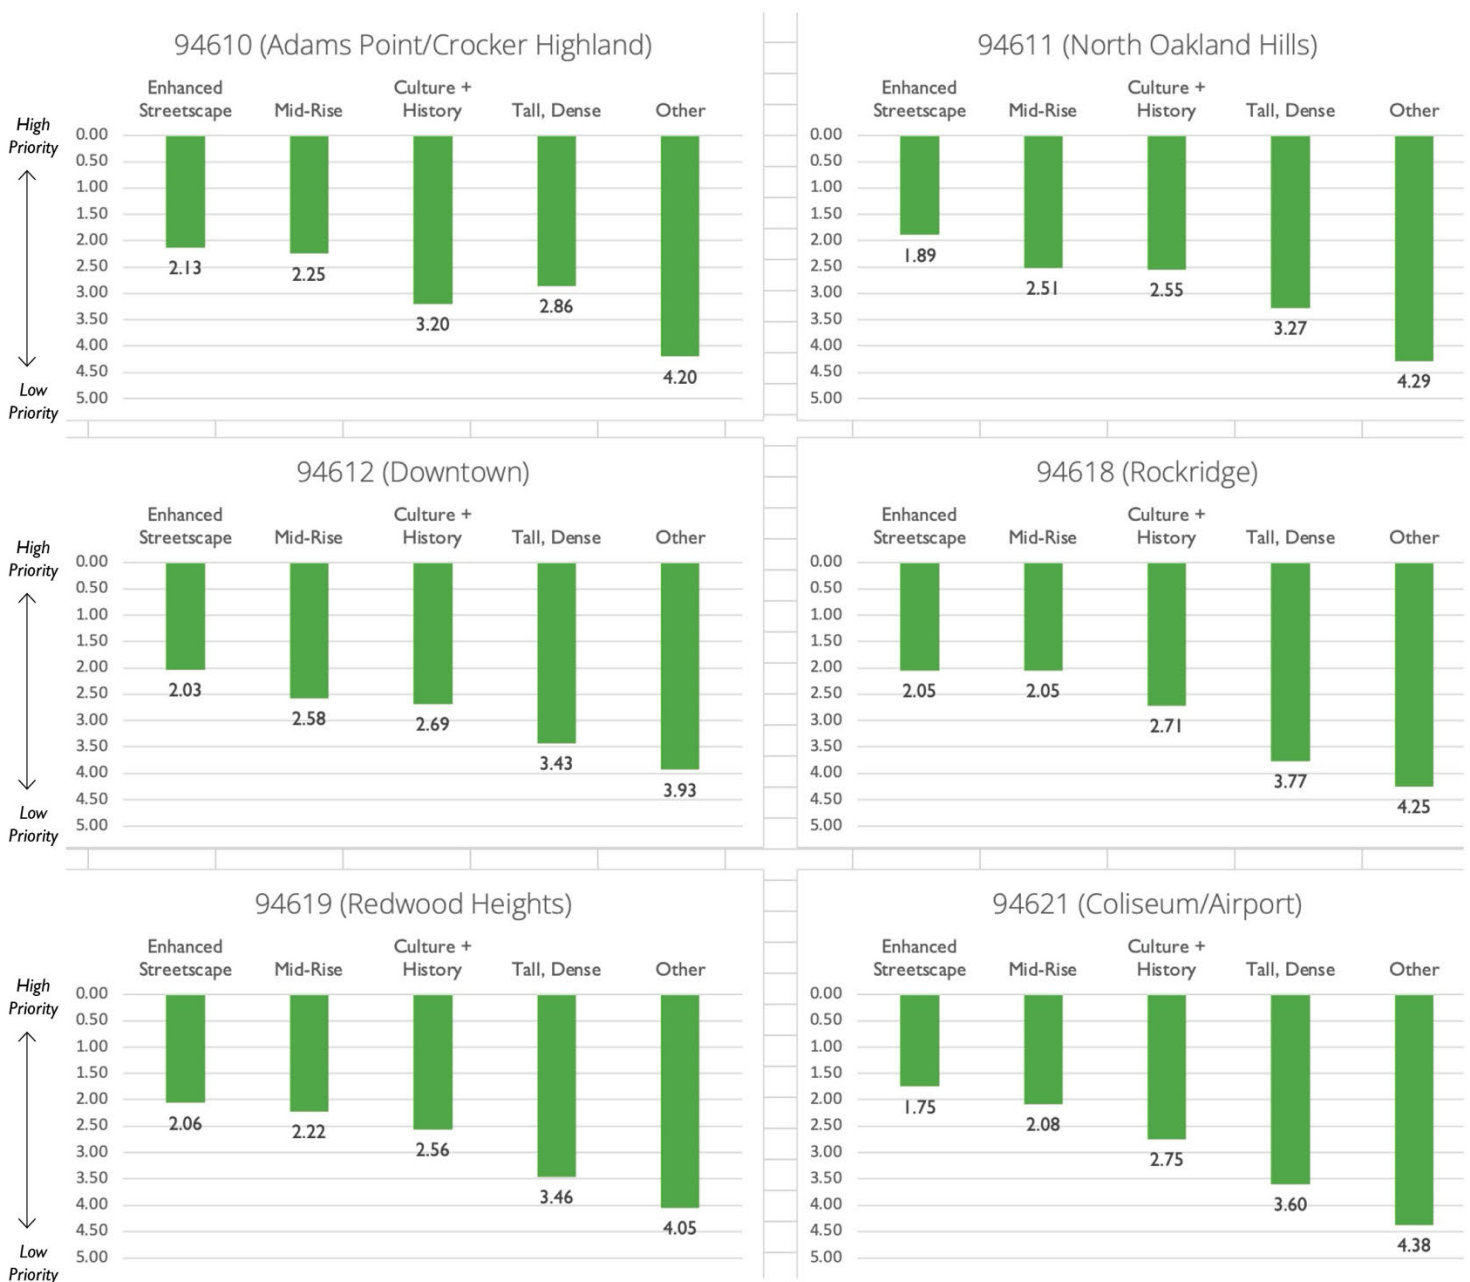 94610 (Adams Point/Crocker Highland)
Enhanced
Streetscape
Mid-Rise
Culture +
History
Tall, Dense
Other
High
Priority
Low
Priority
0.00
0.50
1.00
1.50
2.00
2.50
3.00
3.50
4.00
4.50
5.00
2.13
2.25
3.20
2.86
4.20
94611 (North Oakland Hills)
Enhanced
Streetscape
Mid-Rise
Culture +
History
Tall, Dense
Other
0.00
0.50
1.00
1.50
2.00
2.50
3.00
3.50
4.00
4.50
5.00
1.89
2.51
2.55
3.27
4.29
94612 (Downtown)
Enhanced
Streetscape
Mid-Rise
Culture +
History
Tall, Dense
Other
High
Priority
Low
Priority
0.00
0.50
1.00
1.50
2.00
2.50
3.00
3.50
4.00
4.50
5.00
2.03
2.58
2.69
3.43
3.93
94618 (Rockridge)
Enhanced
Streetscape
Mid-Rise
Culture +
History
Tall, Dense
Other
0.00
0.50
1.00
1.50
2.00
2.50
3.00
3.50
4.00
4.50
5.00
2.05
2.05
2.71
3.77
4.25
94619 (Redwood Heights)
Enhanced
Streetscape
Mid-Rise
Culture +
History
Tall, Dense
Other
High
Priority
Low
Priority
0.00
0.50
1.00
1.50
2.00
2.50
3.00
3.50
4.00
4.50
5.00
2.06
2.22
2.56
3.46
4.05
94621 (Coliseum/Airport)
Enhanced
Streetscape
Mid-Rise
Culture +
History
Tall, Dense
Other
0.00
0.50
1.00
1.50
2.00
2.50
3.00
3.50
4.00
4.50
5.00
1.75
2.08
2.75
3.60
4.38